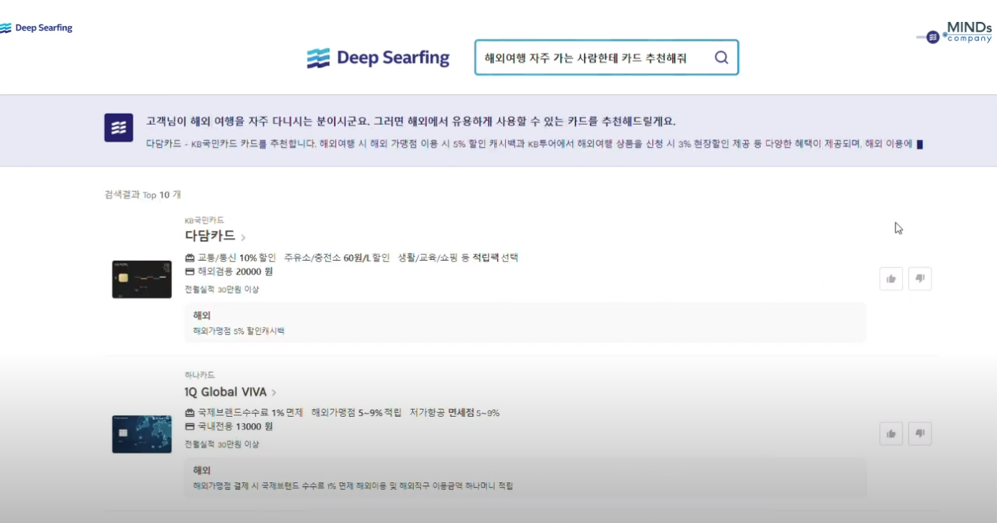 Deep Searfing
MINDs
company
Deep Searfing
해외여행 자주 가는 사람한테 카드 추천해줘
고객님이 해외 여행을 자주 다니시는 분이시군요. 그러면 해외에서 유용하게 사용할 수 있는 카드를 추천해드릴게요.
다담카드 - KB국민카드 카드를 추천합니다. 해외여행 시 해외 가맹점 이용 시 5% 할인 캐시백과 KB투어에서 해외여행 상품을 신청 시 3% 현장할인 제공 등 다양한 혜택이 제공되며, 해외 이용에
검색결과 Top 10 개
KB국민카드
다담카드
교통/통신 10% 할인 주유소/충전소 60원/L 할인 생활/교육/쇼핑 등 적립팩 선택
해외겸용 20000 원
전월실적 30만원 이상
해외
해외가맹점 5% 할인캐시백
하나카드
1Q Global VIVA
국제브랜드수수료 1% 면제 해외가맹점 5~9% 적립 저가항공 면세점 5~9%
국내전용 13000 원
전월실적 30만원 이상
해외
해외가맹점 결제 시 국제브랜드 수수료 1% 면제 해외이용 및 해외직구 이용금액 하나머니 적립